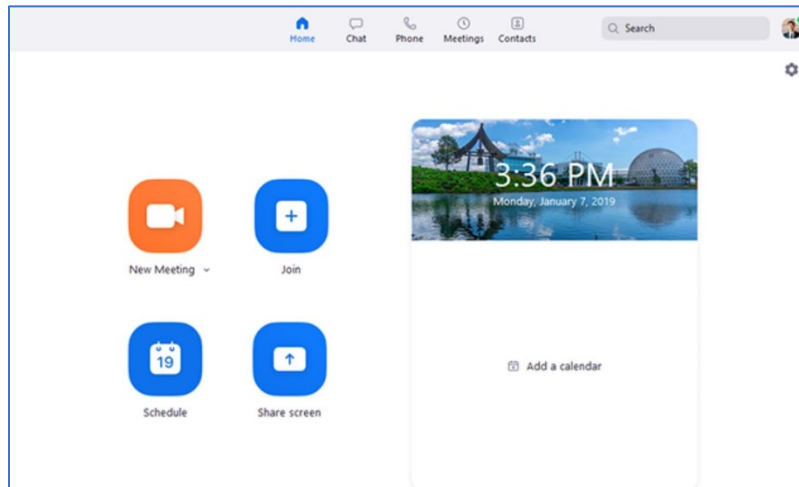 Home Chat Phone Meetings Contacts Search
3:36 PM
Monday, January 7, 2019
New Meeting Join
19
Schedule Share screen
Add a calendar